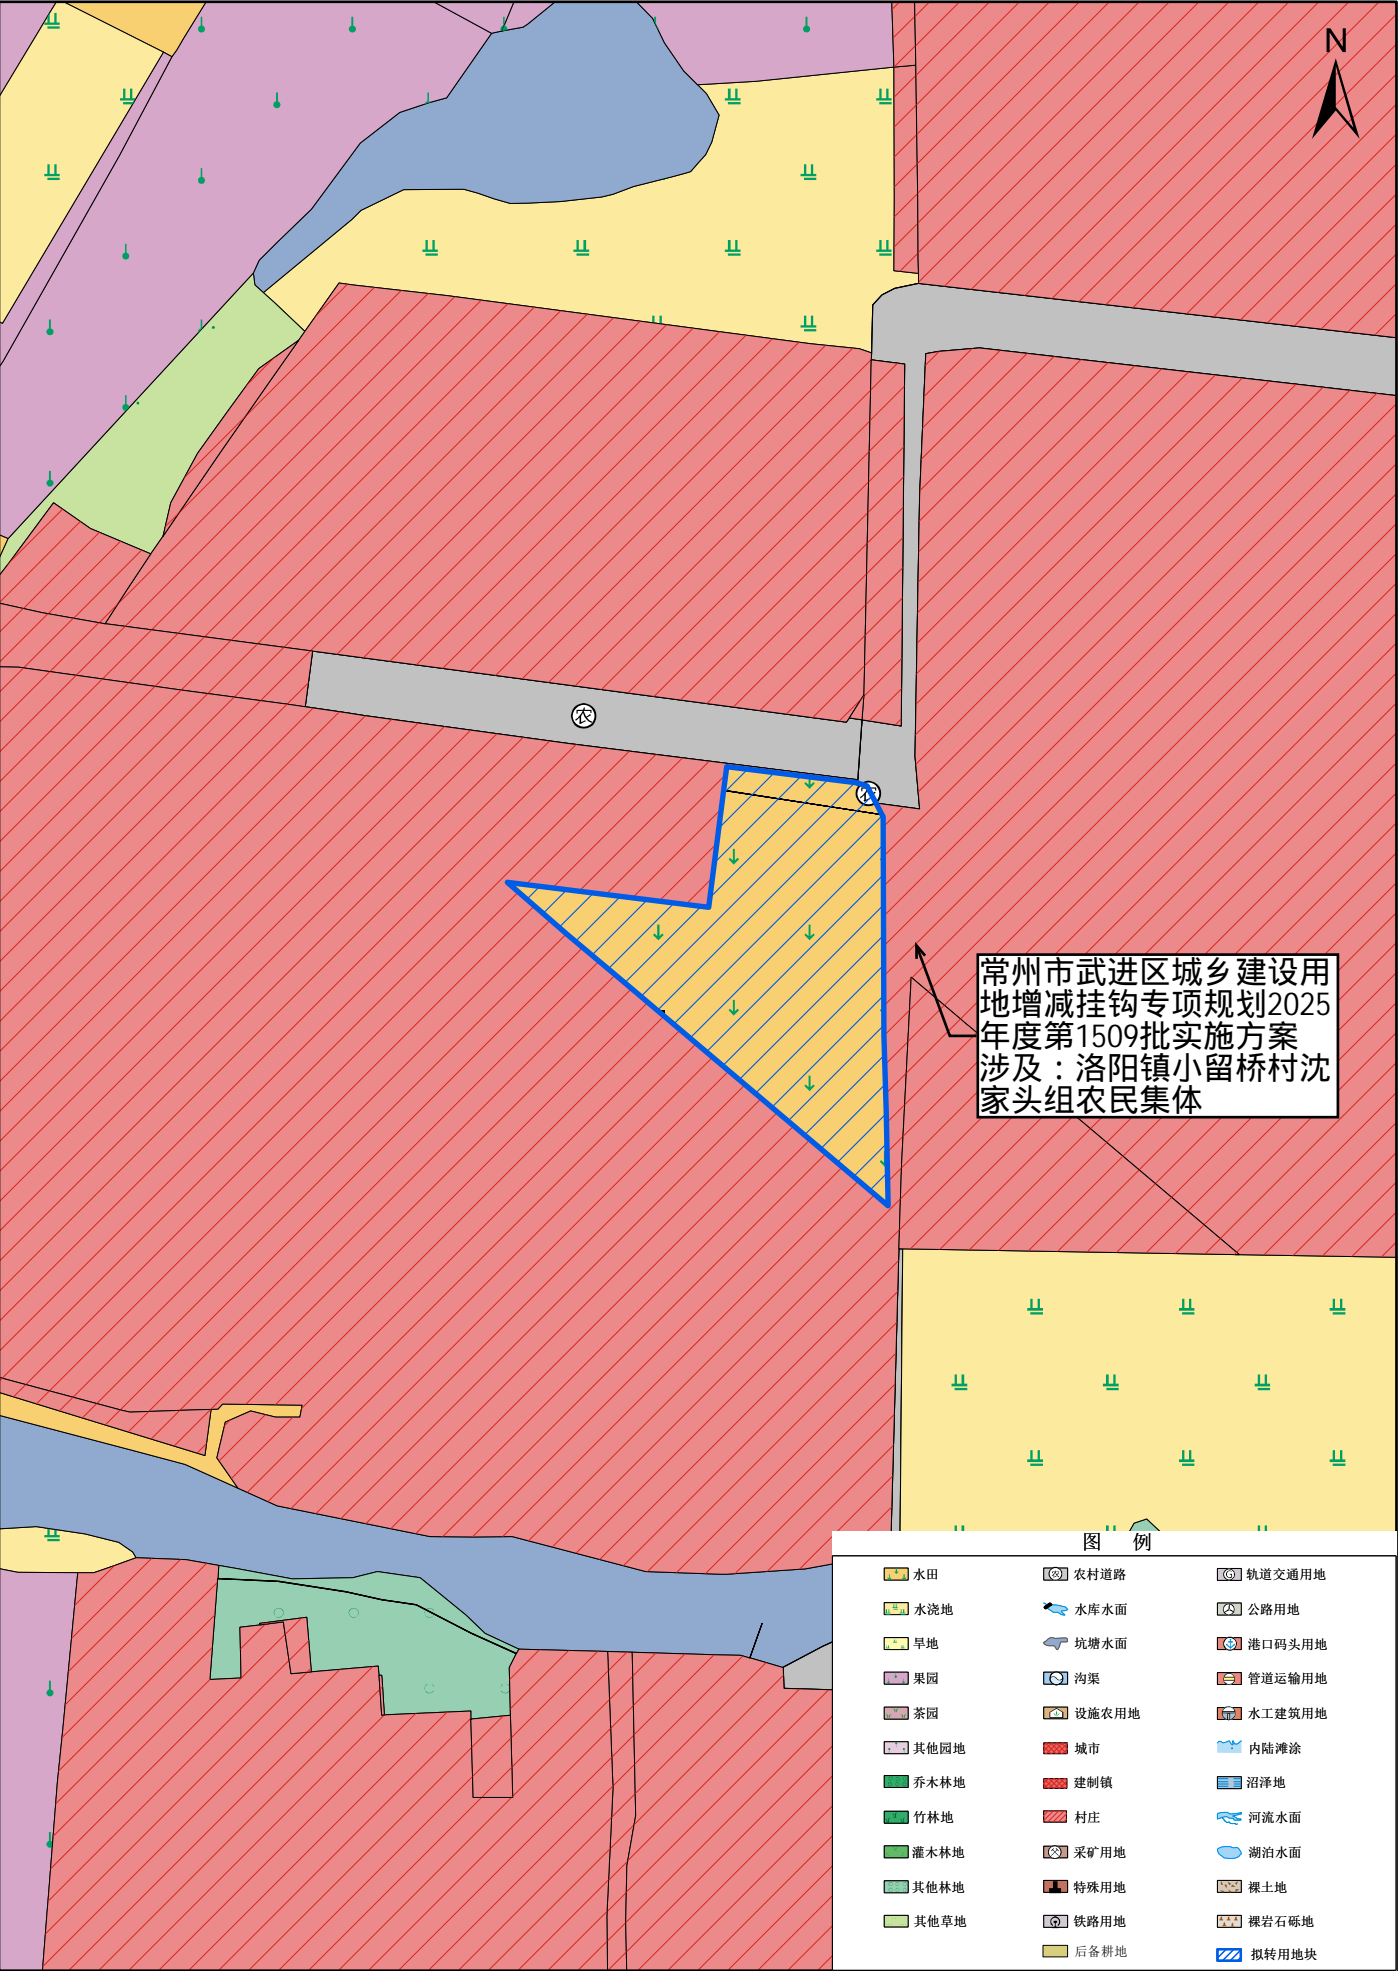 N
农
农
常州市武进区城乡建设用
地增减挂钩专项规划2025
年度第1509批实施方案
涉及：洛阳镇小留桥村沈
家头组农民集体
图 例
水田
农村道路
轨道交通用地
水浇地
水库水面
公路用地
旱地
坑塘水面
港口码头用地
果园
沟渠
管道运输用地
茶园
设施农用地
水工建筑用地
其他园地
城市
内陆滩涂
乔木林地
建制镇
沼泽地
竹林地
村庄
河流水面
灌木林地
采矿用地
湖泊水面
其他林地
特殊用地
裸土地
其他草地
铁路用地
裸岩石砾地
后备耕地
拟转用地块